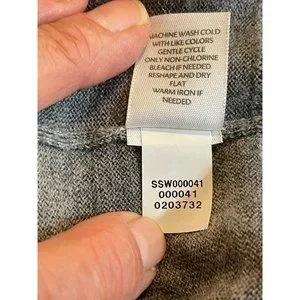 MACHINE WASH COLD
WITH LIKE COLORS
GENTLE CYCLE
ONLY NON-CHLORINE
BLEACH IF NEEDED
RESHAPE AND DRY
FLAT
WARM IRON IF
NEEDED
SSW000041
000041
0203732